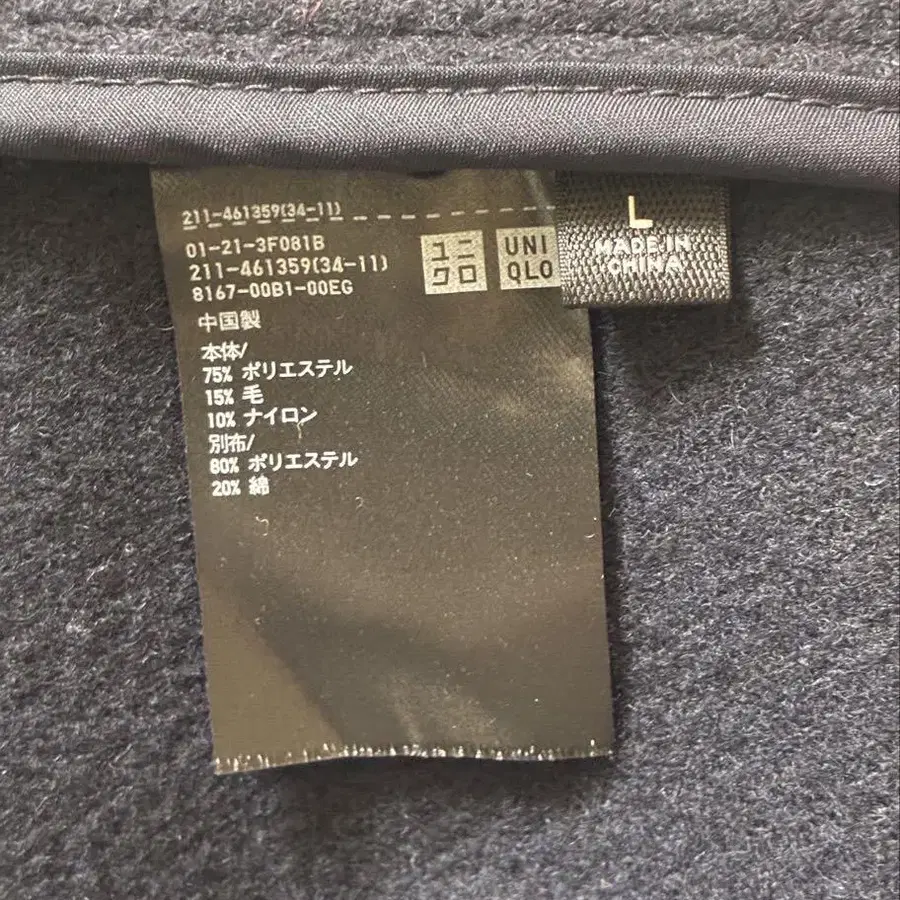 211-461359(34-11)
01-21-3F081B
211-461359(34-11)
8167-00B1-00EG
中国製
本体/
75% ポリエステル
15% 毛
10% ナイロン
別布/
80% ポリエステル
20% 綿
ユニ
クロ
UNI
QLO
L
MADE IN
CHINA